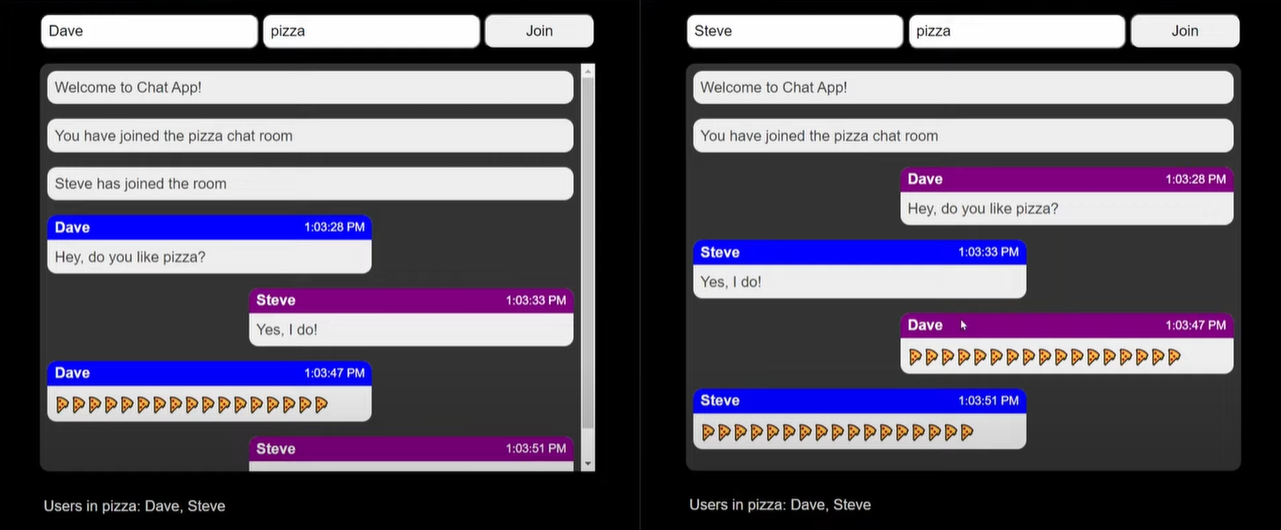 Dave
pizza
Join
Welcome to Chat App!
You have joined the pizza chat room
Steve has joined the room
Dave 1:03:28 PM
Hey, do you like pizza?
Steve 1:03:33 PM
Yes, I do!
Dave 1:03:47 PM
🍕🍕🍕🍕🍕🍕🍕🍕🍕🍕🍕🍕🍕🍕🍕🍕🍕
Steve 1:03:51 PM
Users in pizza: Dave, Steve
Steve
pizza
Join
Welcome to Chat App!
You have joined the pizza chat room
Dave 1:03:28 PM
Hey, do you like pizza?
Steve 1:03:33 PM
Yes, I do!
Dave 1:03:47 PM
🍕🍕🍕🍕🍕🍕🍕🍕🍕🍕🍕🍕🍕🍕🍕🍕🍕
Steve 1:03:51 PM
🍕🍕🍕🍕🍕🍕🍕🍕🍕🍕🍕🍕🍕🍕🍕🍕🍕
Users in pizza: Dave, Steve